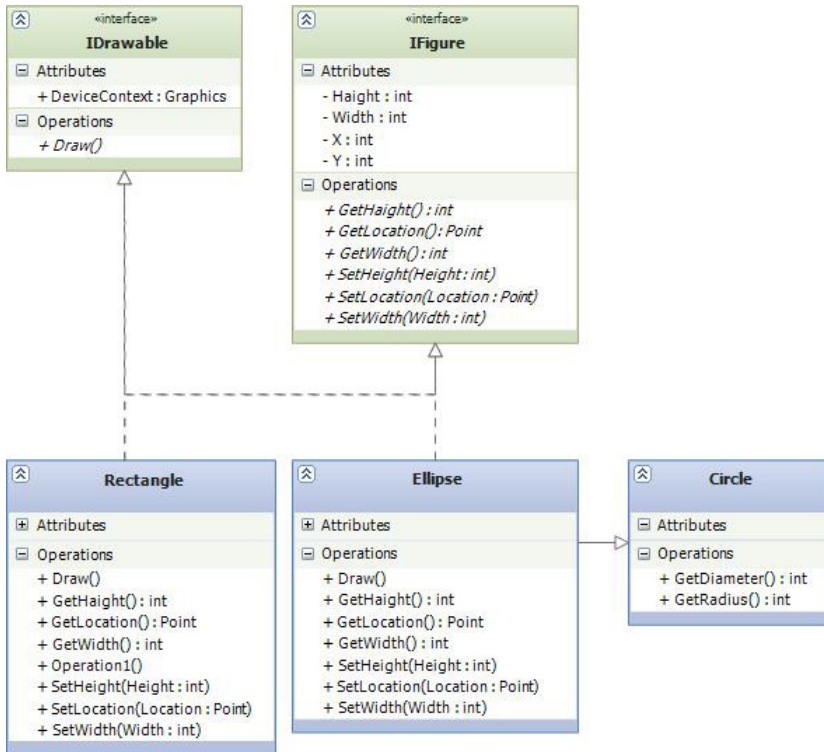 «interface»
IDrawable
Attributes
+ DeviceContext : Graphics
Operations
+ Draw()
«interface»
IFigure
Attributes
- Haight : int
- Width : int
- X : int
- Y : int
Operations
+ GetHaight() : int
+ GetLocation() : Point
+ GetWidth() : int
+ SetHeight(Height : int)
+ SetLocation(Location : Point)
+ SetWidth(Width : int)
Rectangle
Attributes
Operations
+ Draw()
+ GetHaight() : int
+ GetLocation() : Point
+ GetWidth() : int
+ Operation1()
+ SetHeight(Height : int)
+ SetLocation(Location : Point)
+ SetWidth(Width : int)
Ellipse
Attributes
Operations
+ Draw()
+ GetHaight() : int
+ GetLocation() : Point
+ GetWidth() : int
+ SetHeight(Height : int)
+ SetLocation(Location : Point)
+ SetWidth(Width : int)
Circle
Attributes
Operations
+ GetDiameter() : int
+ GetRadius() : int